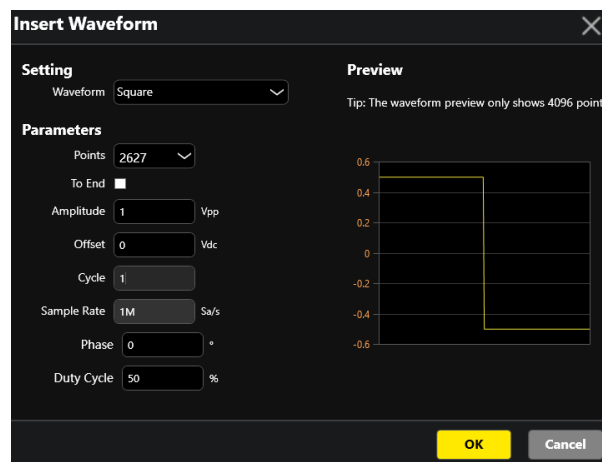 Insert Waveform
Setting
Waveform Square
Parameters
Points 2627
To End
Amplitude 1 Vpp
Offset 0 Vdc
Cycle 1
Sample Rate 1M Sa/s
Phase 0 °
Duty Cycle 50 %
Preview
Tip: The waveform preview only shows 4096 point
0.6
0.4
0.2
0
-0.2
-0.4
-0.6
OK Cancel